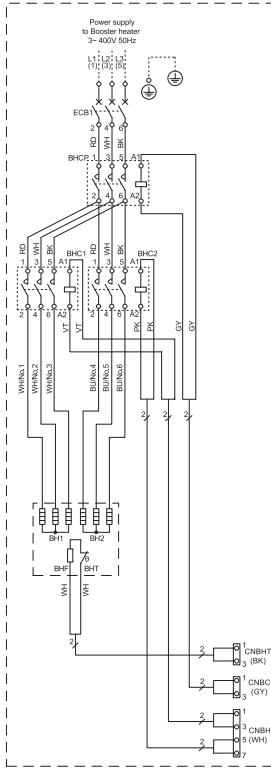 Power supply
to Booster heater
3~ 400V 50Hz
L1 L2 L3
(1) (3) (5)
ECB1
2 4 6
RD WH BK
BHCP 1 3 5 A1
2 4 6 A2
RD WH BK
1 3 5 A1 BHC1 1 3 5 A1 BHC2
2 4 6 A2 2 4 6 A2
WH/No.1 WH/No.2 WH/No.3 VT VT BU/No.4 BU/No.5 BU/No.6 PK PK GY GY
2 2 2
BH1 BH2
BHF BHT
θ
WH WH
2
2 1 CNBHT
3 (BK)
2 1 CNBC
3 (GY)
2 1
3 CNBH
2 5 (WH)
7